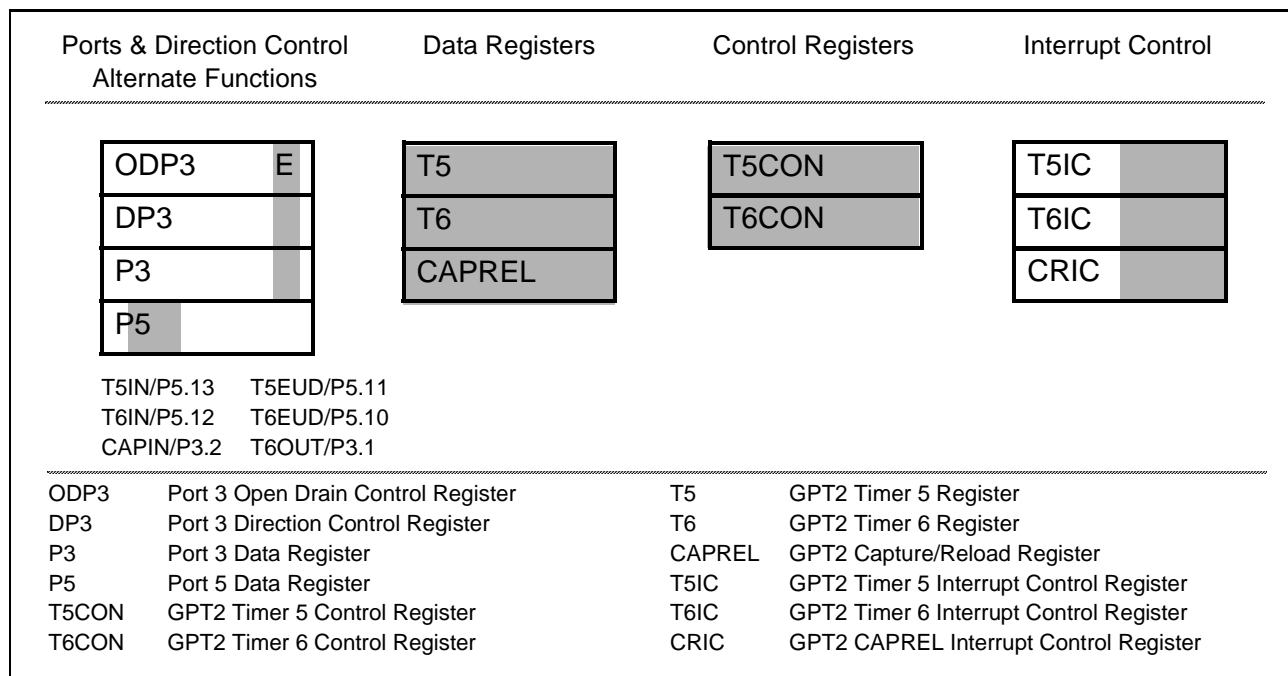 Ports & Direction Control
Alternate Functions
Data Registers
Control Registers
Interrupt Control
ODP3 E
DP3
P3
P5
T5
T6
CAPREL
T5CON
T6CON
T5IC
T6IC
CRIC
T5IN/P5.13 T5EUD/P5.11
T6IN/P5.12 T6EUD/P5.10
CAPIN/P3.2 T6OUT/P3.1
ODP3 Port 3 Open Drain Control Register
DP3 Port 3 Direction Control Register
P3 Port 3 Data Register
P5 Port 5 Data Register
T5CON GPT2 Timer 5 Control Register
T6CON GPT2 Timer 6 Control Register
T5 GPT2 Timer 5 Register
T6 GPT2 Timer 6 Register
CAPREL GPT2 Capture/Reload Register
T5IC GPT2 Timer 5 Interrupt Control Register
T6IC GPT2 Timer 6 Interrupt Control Register
CRIC GPT2 CAPREL Interrupt Control Register